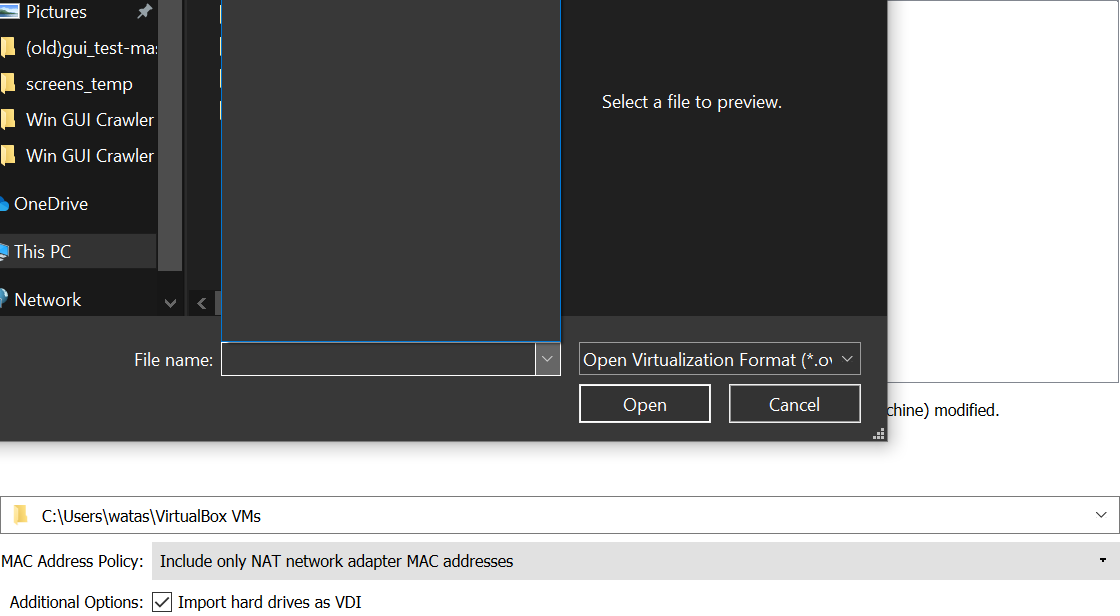 Pictures
(old)gui_test-mas
screens_temp
Win GUI Crawler
Win GUI Crawler
OneDrive
This PC
Network
Select a file to preview.
File name:
Open Virtualization Format (*.ov
Open
Cancel
chine) modified.
C:\Users\watas\VirtualBox VMs
MAC Address Policy:
Include only NAT network adapter MAC addresses
Additional Options:
Import hard drives as VDI